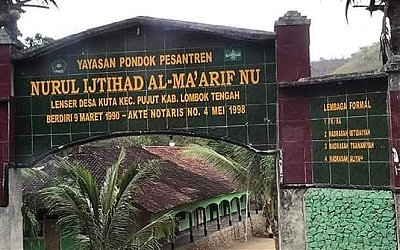 YAYASAN PONDOK PESANTREN
NURUL IJTIHAD AL-MA'ARIF NU
LENSER DESA KUTA KEC. PUJUT KAB. LOMBOK TENGAH
BERDIRI 9 MARET 1990 - AKTE NOTARIS NO. 4 MEI 1998
LEMBAGA FORMAL
1 TK/RA
2 MADRASAH IBTIDAIYAH
3 MADRASAH TSANAWIYAH
4 MADRASAH ALIYAH